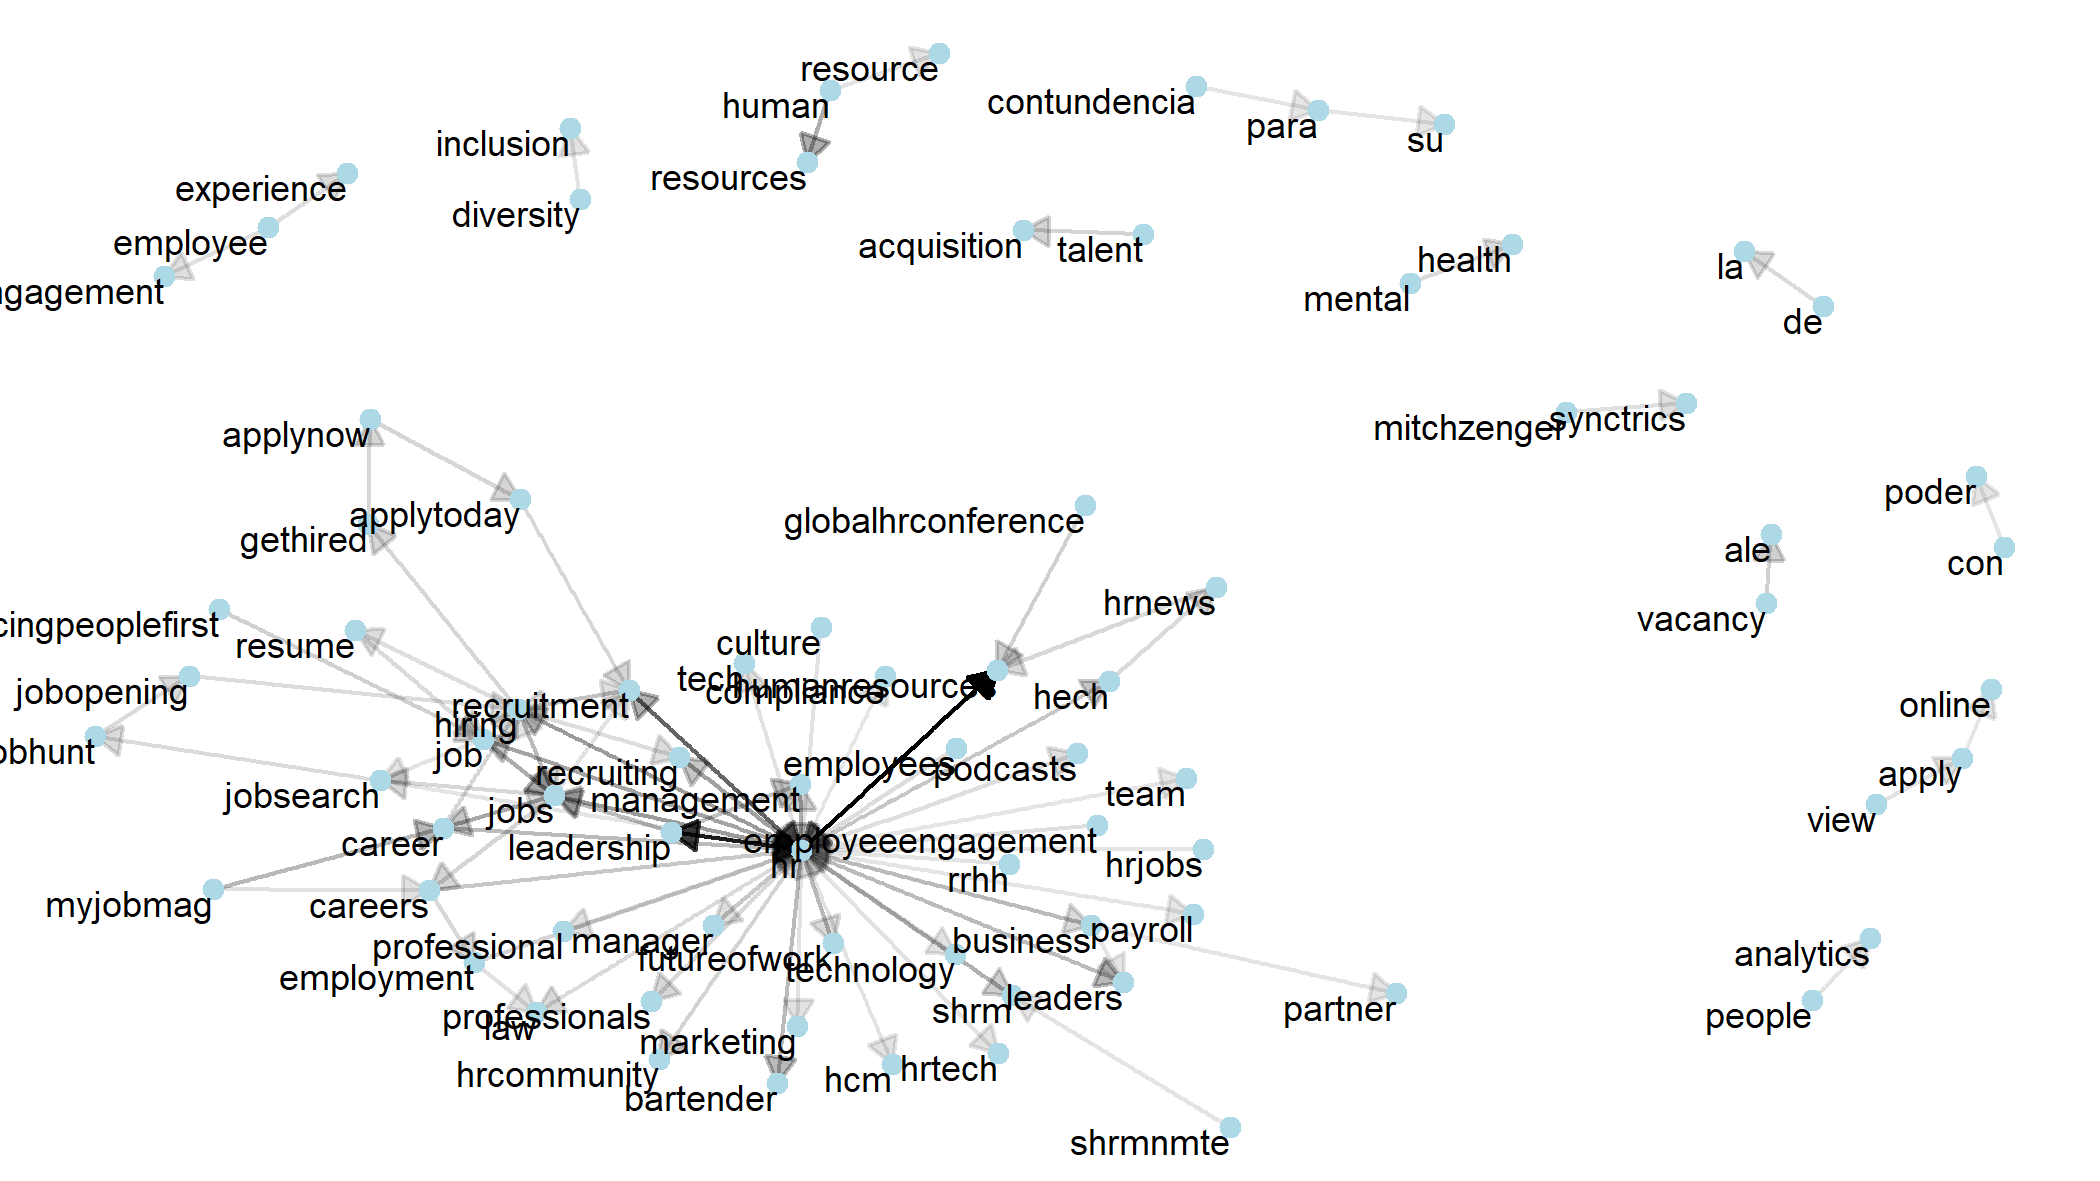 resource
human
contundencia
para
su
inclusion
resources
experience
diversity
employee
acquisition
talent
health
la
ngagement
mental
de
applynow
mitchzenger
synctrics
poder
applytoday
globalhrconference
gethired
ale
con
hrnews
vacancy
cingpeoplefirst
resume
culture
tech
compliance
humanresources
jobopening
hech
online
recruitment
hiring
obhunt
job
recruiting
employees
podcasts
apply
jobsearch
jobs
management
team
view
career
leadership
employeeengagement
hr
hrjobs
rrhh
myjobmag
careers
professional
manager
business
payroll
futureofwork
technology
analytics
employment
professionals
law
shrm
leaders
partner
people
marketing
hrcommunity
bartender
hcm
hrtech
shrmnmte